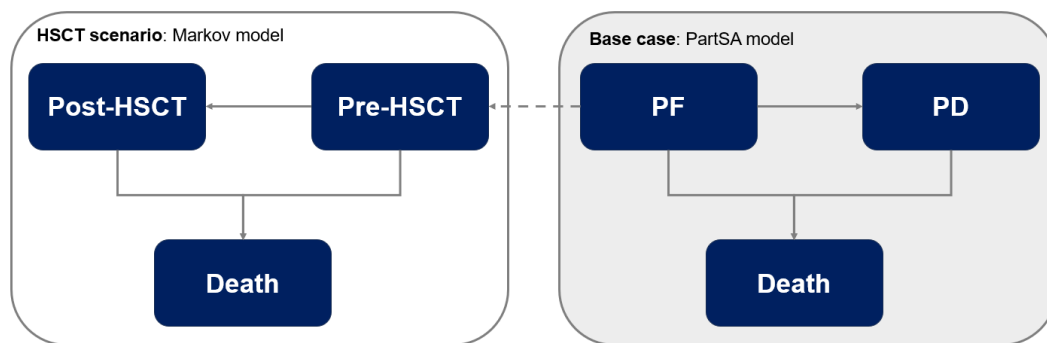 HSCT scenario: Markov model
Post-HSCT
Pre-HSCT
Death
Base case: PartSA model
PF
PD
Death